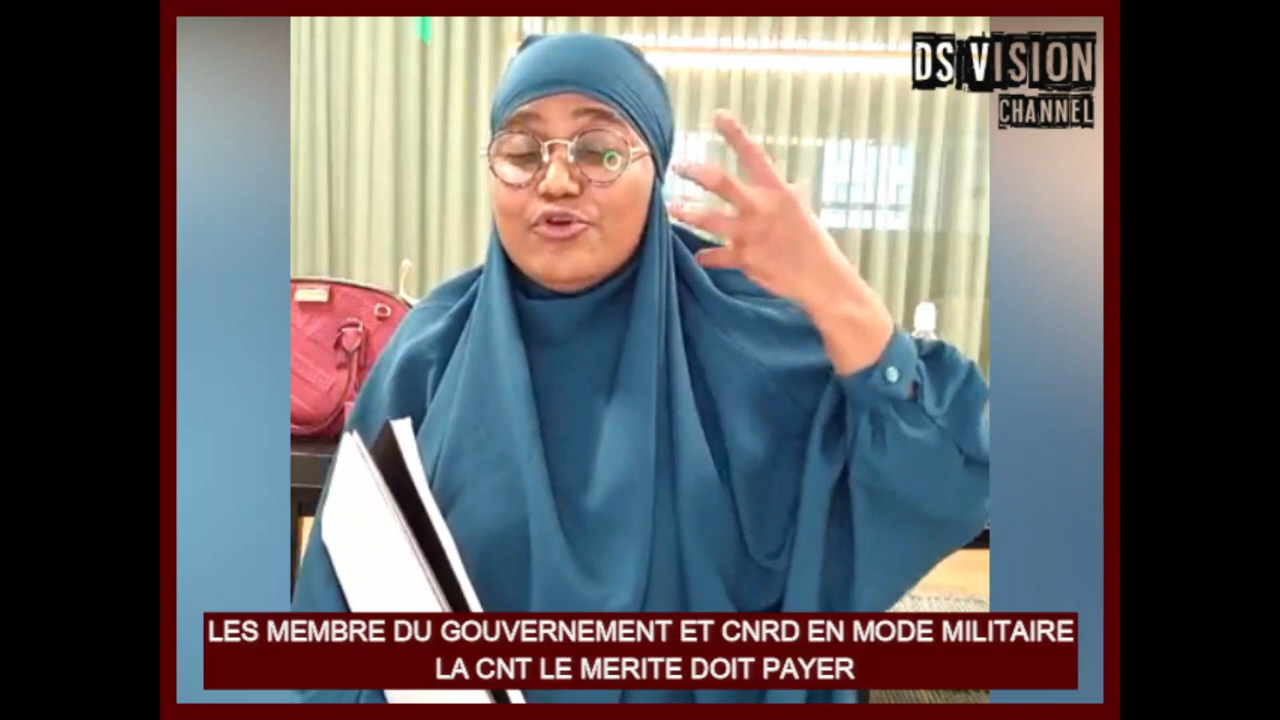 DS VISION
CHANNEL
LES MEMBRE DU GOUVERNEMENT ET CNRD EN MODE MILITAIRE
LA CNT LE MERITE DOIT PAYER